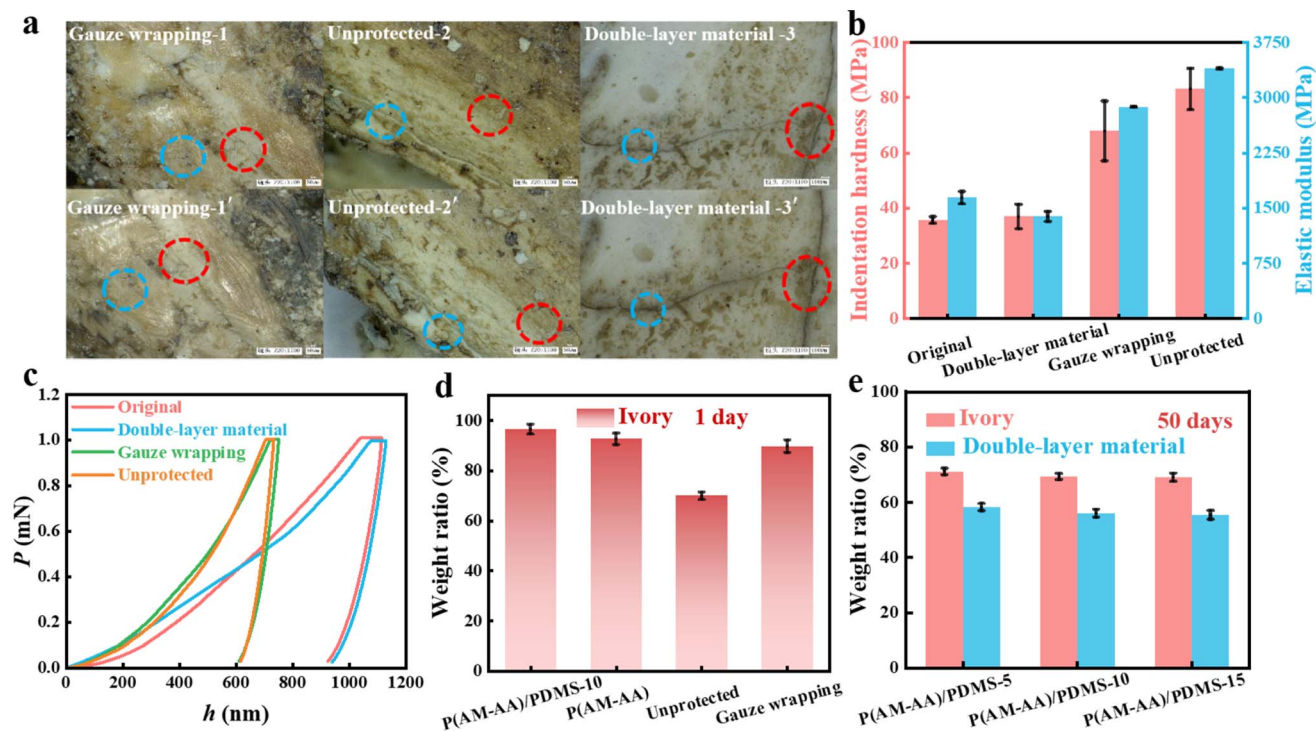 a
Gauze wrapping-1
Unprotected-2
Double-layer material -3
Gauze wrapping-1′
Unprotected-2′
Double-layer material -3′
b
Indentation hardness (MPa)
100
80
60
40
20
0
Elastic modulus (MPa)
3750
3000
2250
1500
750
0
Original
Double-layer material
Gauze wrapping
Unprotected
c
Original
Double-layer material
Gauze wrapping
Unprotected
P (mN)
1.2
1.0
0.8
0.6
0.4
0.2
0.0
0 200 400 600 800 1000 1200
h (nm)
d
Ivory 1 day
Weight ratio (%)
100
80
60
40
20
0
P(AM-AA)/PDMS-10
P(AM-AA)
Unprotected
Gauze wrapping
e
Ivory
50 days
Double-layer material
Weight ratio (%)
100
80
60
40
20
0
P(AM-AA)/PDMS-5
P(AM-AA)/PDMS-10
P(AM-AA)/PDMS-15